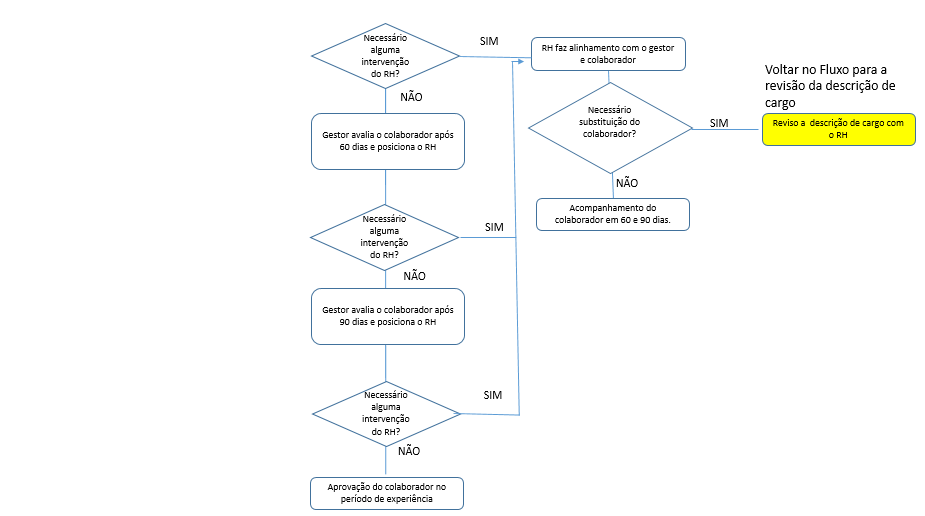 Necessário
alguma
intervenção
do RH?
SIM
RH faz alinhamento com o gestor
e colaborador
NÃO
Voltar no Fluxo para a
revisão da descrição de
cargo
Gestor avalia o colaborador após
60 dias e posiciona o RH
Necessário
substituição do
colaborador?
SIM
Reviso a descrição de cargo com
o RH
NÃO
Acompanhamento do
colaborador em 60 e 90 dias.
Necessário
alguma
intervenção
do RH?
SIM
NÃO
Gestor avalia o colaborador após
90 dias e posiciona o RH
Necessário
alguma
intervenção
do RH?
SIM
NÃO
Aprovação do colaborador no
período de experiência